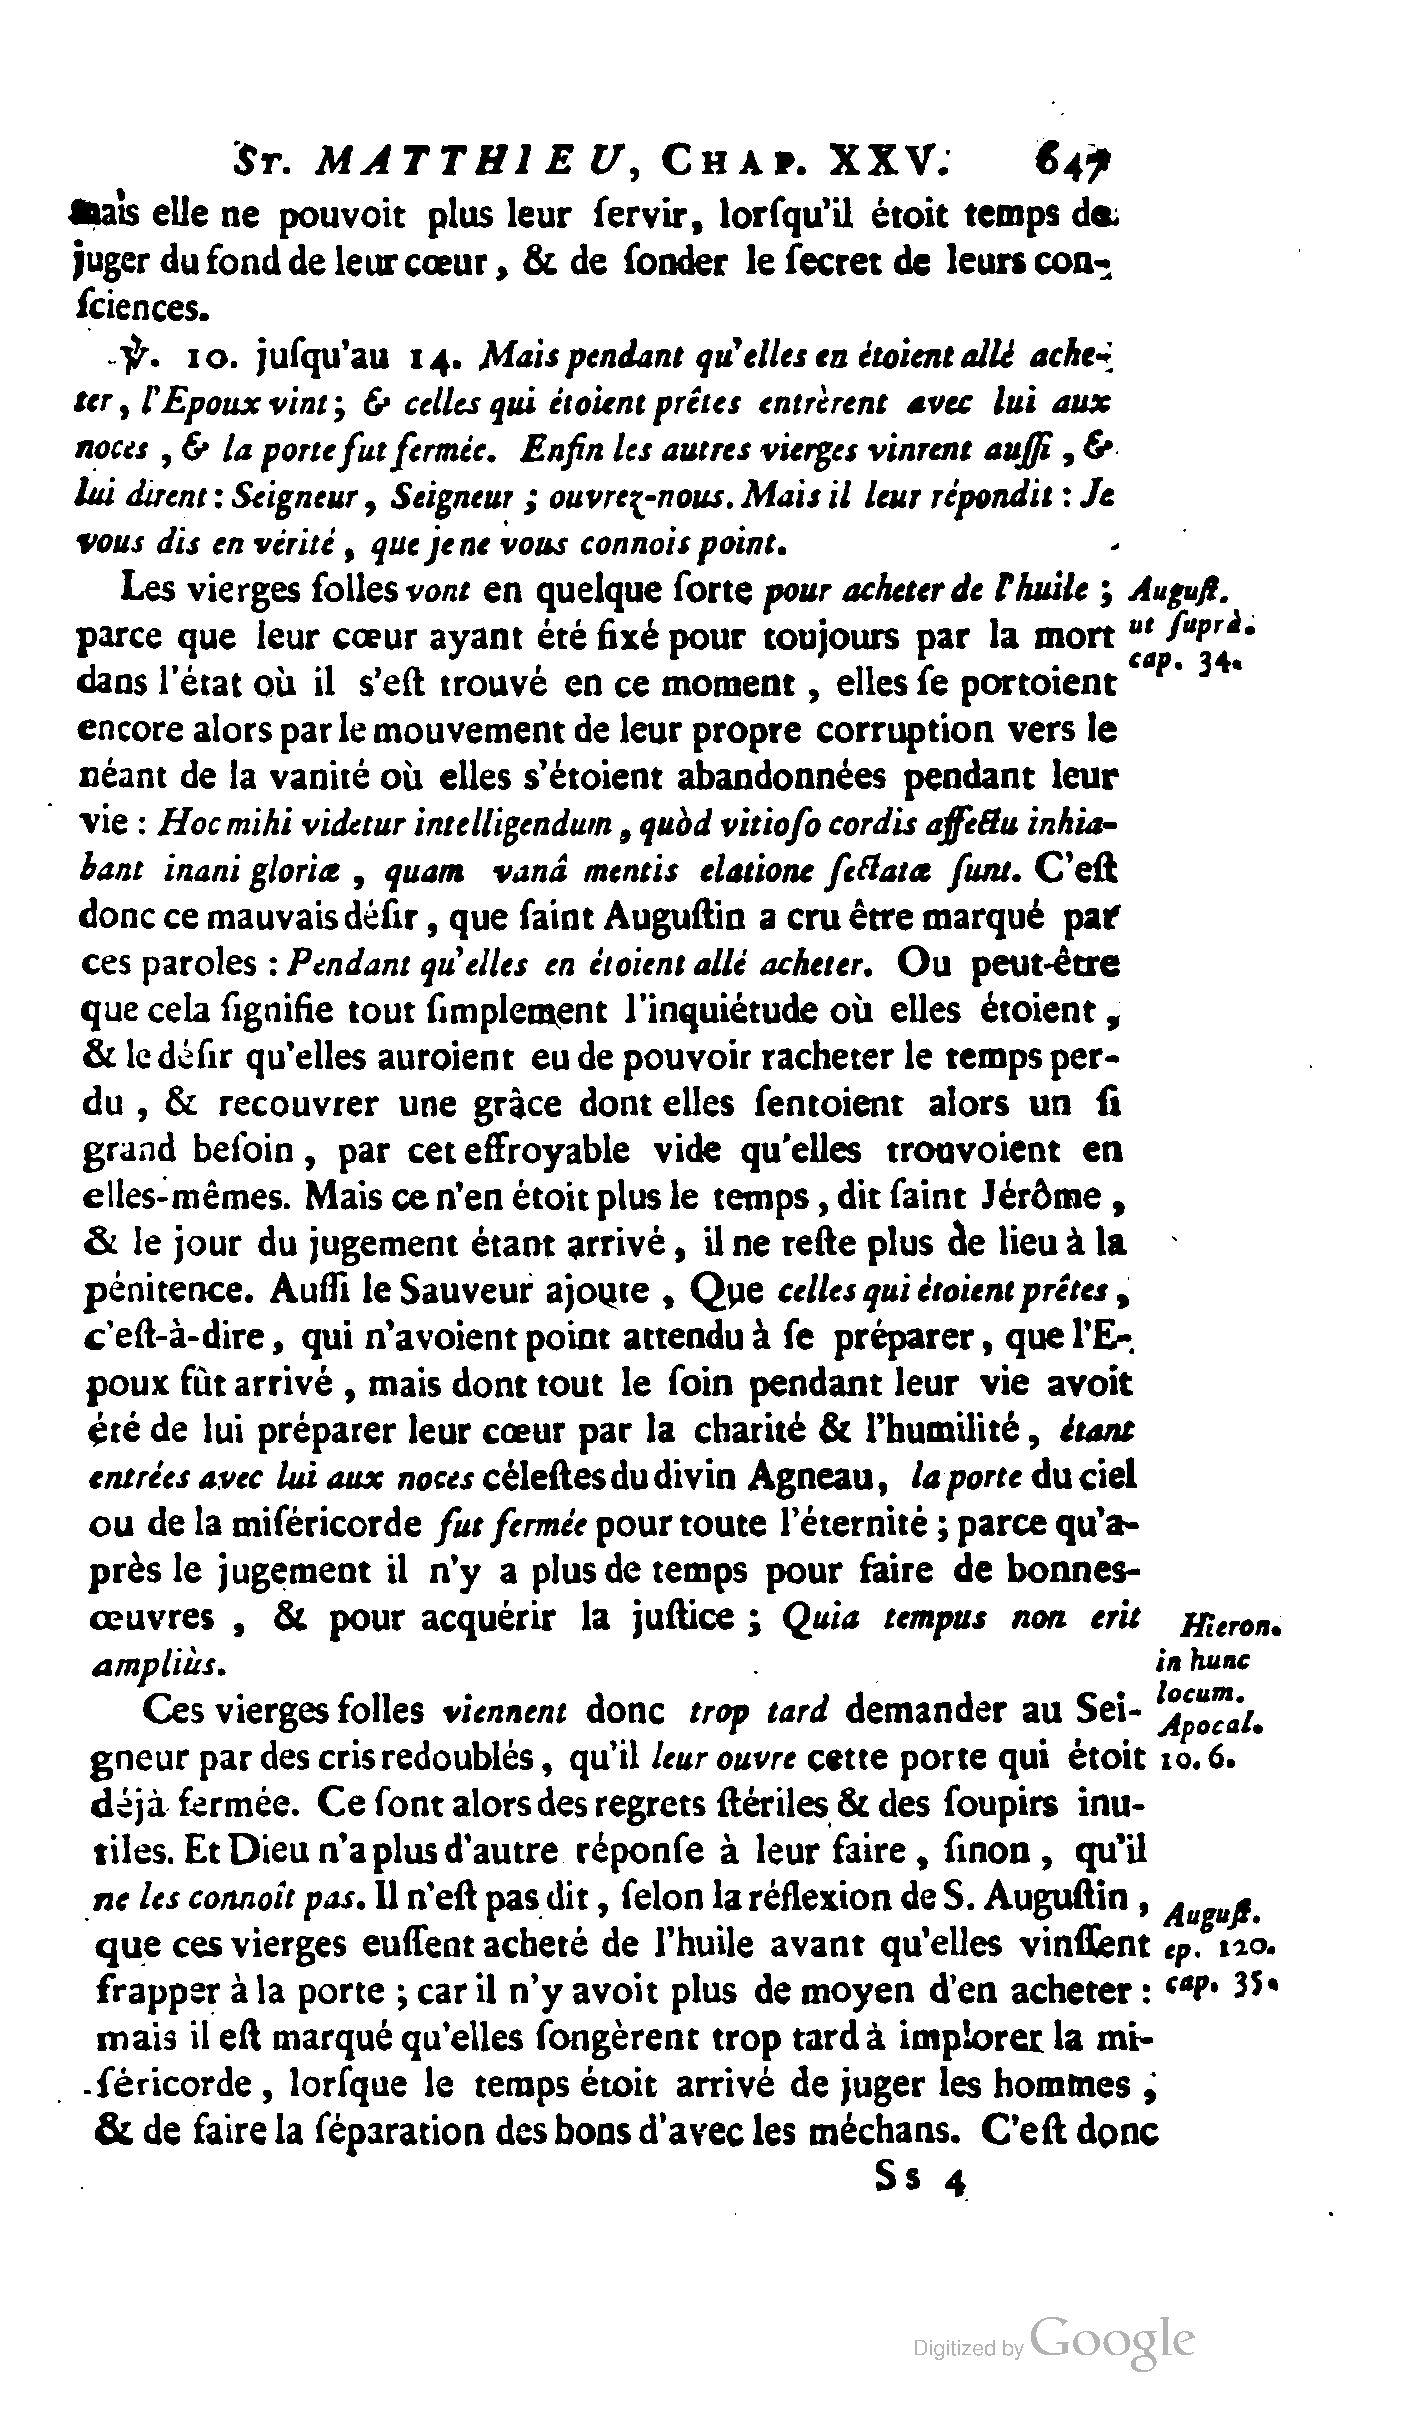 St. MATTHIEU, CHAP. XXV. 647
mais elle ne pouvoit plus leur ſervir, lorſqu'il étoit temps de
juger du fond de leur cœur, & de ſonder le ſecret de leurs con-
ſciences.
℣. 10. juſqu'au 14. Mais pendant qu'elles en étoient allé ache-
ter, l'Epoux vint; & celles qui étoient prêtes entrèrent avec lui aux
noces, & la porte fut fermée. Enfin les autres vierges vinrent auſſi, &
lui dirent : Seigneur, Seigneur ; ouvrez-nous. Mais il leur répondit : Je
vous dis en vérité, que je ne vous connois point.
Les vierges folles vont en quelque ſorte pour acheter de l'huile ;
parce que leur cœur ayant été fixé pour toujours par la mort
dans l'état où il s'eſt trouvé en ce moment, elles ſe portoient
encore alors par le mouvement de leur propre corruption vers le
néant de la vanité où elles s'étoient abandonnées pendant leur
vie : Hoc mihi videtur intelligendum, quòd vitioſo cordis affectu inhia-
bant inani gloriæ, quam vanâ mentis elatione ſectatæ ſunt. C'eſt
donc ce mauvais déſir, que ſaint Auguſtin a cru être marqué par
ces paroles : Pendant qu'elles en étoient allé acheter. Ou peut-être
que cela ſignifie tout ſimplement l'inquiétude où elles étoient,
& le déſir qu'elles auroient eu de pouvoir racheter le temps per-
du, & recouvrer une grâce dont elles ſentoient alors un ſi
grand beſoin, par cet effroyable vide qu'elles trouvoient en
elles-mêmes. Mais ce n'en étoit plus le temps, dit ſaint Jérôme,
& le jour du jugement étant arrivé, il ne reſte plus de lieu à la
pénitence. Auſſi le Sauveur ajoute, Que celles qui étoient prêtes,
c'eſt-à-dire, qui n'avoient point attendu à ſe préparer, que l'E-
poux fût arrivé, mais dont tout le ſoin pendant leur vie avoit
été de lui préparer leur cœur par la charité & l'humilité, étant
entrées avec lui aux noces céleſtes du divin Agneau, la porte du ciel
ou de la miſéricorde fut fermée pour toute l'éternité ; parce qu'a-
près le jugement il n'y a plus de temps pour faire de bonnes-
œuvres, & pour acquérir la juſtice ; Quia tempus non erit
ampliùs.
Ces vierges folles viennent donc trop tard demander au Sei-
gneur par des cris redoublés, qu'il leur ouvre cette porte qui étoit
déjà fermée. Ce ſont alors des regrets ſtériles & des ſoupirs inu-
tiles. Et Dieu n'a plus d'autre réponſe à leur faire, ſinon, qu'il
ne les connoît pas. Il n'eſt pas dit, ſelon la réflexion de S. Auguſtin,
que ces vierges euſſent acheté de l'huile avant qu'elles vinſſent
frapper à la porte ; car il n'y avoit plus de moyen d'en acheter :
mais il eſt marqué qu'elles ſongèrent trop tard à implorer la mi-
ſéricorde, lorſque le temps étoit arrivé de juger les hommes ;
& de faire la ſéparation des bons d'avec les méchans. C'eſt donc
Ss 4
Auguſt.
ut ſuprà.
cap. 34.
Hieron.
in hunc
locum.
Apocal.
10. 6.
Auguſt.
ep. 120.
cap. 35.
Digitized by Google